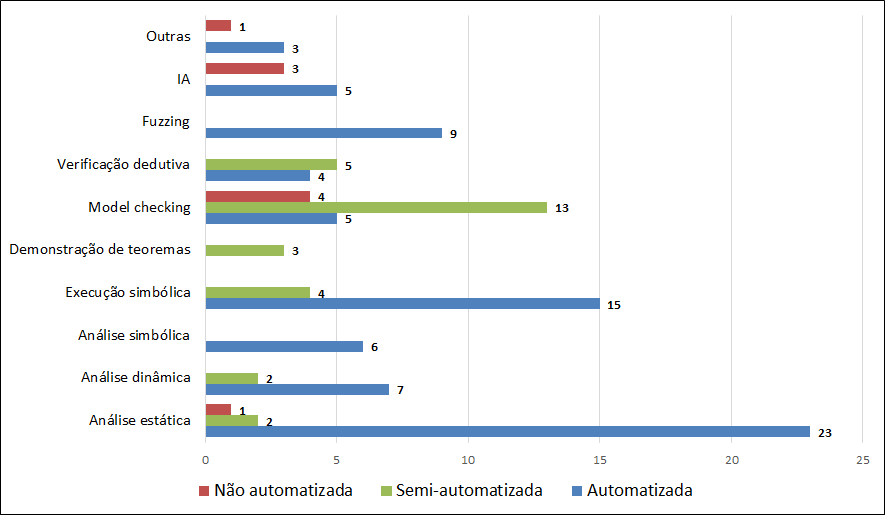 Outras
1
3
IA
3
5
Fuzzing
9
Verificação dedutiva
5
4
Model checking
4
13
5
Demonstração de teoremas
3
Execução simbólica
4
15
Análise simbólica
6
Análise dinâmica
2
7
Análise estática
1
2
23
0 5 10 15 20 25
Não automatizada Semi-automatizada Automatizada